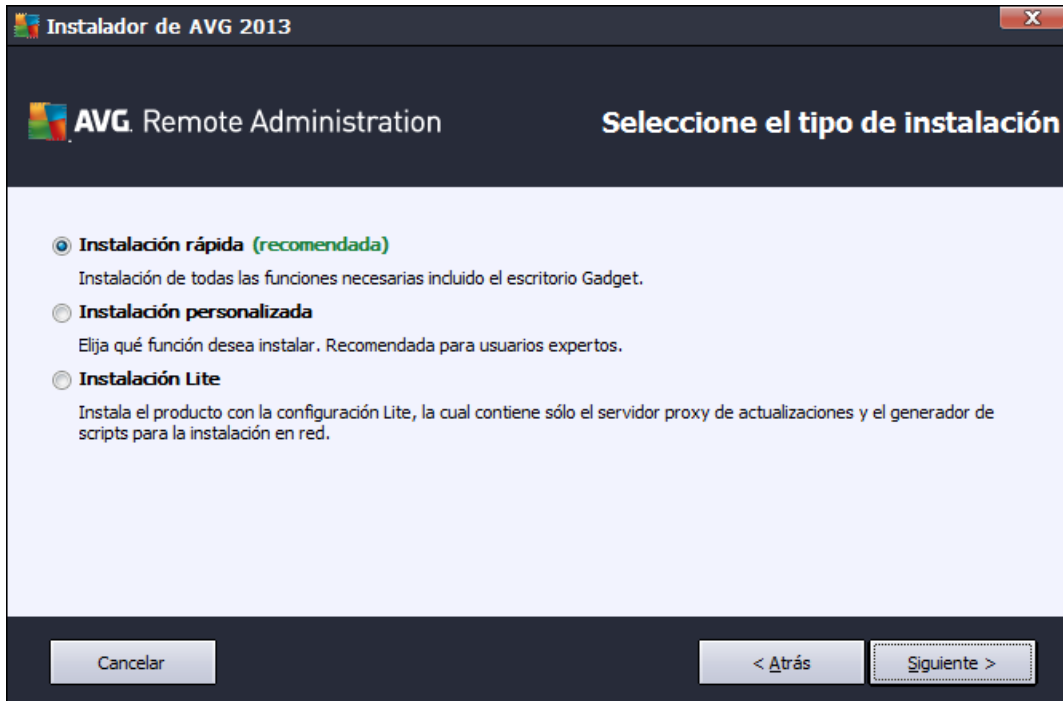 Instalador de AVG 2013
X
AVG. Remote Administration
Seleccione el tipo de instalación
Instalación rápida (recomendada)
Instalación de todas las funciones necesarias incluido el escritorio Gadget.
Instalación personalizada
Elija qué función desea instalar. Recomendada para usuarios expertos.
Instalación Lite
Instala el producto con la configuración Lite, la cual contiene sólo el servidor proxy de actualizaciones y el generador de
scripts para la instalación en red.
Cancelar
< Atrás
Siguiente >